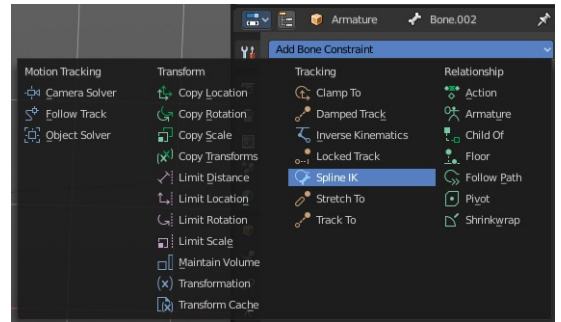 Armature Bone.002
Add Bone Constraint
Motion Tracking
Camera Solver
Follow Track
Object Solver
Transform
Copy Location
Copy Rotation
Copy Scale
Copy Transforms
Limit Distance
Limit Location
Limit Rotation
Limit Scale
Maintain Volume
Transformation
Transform Cache
Tracking
Clamp To
Damped Track
Inverse Kinematics
Locked Track
Spline IK
Stretch To
Track To
Relationship
Action
Armature
Child Of
Floor
Follow Path
Pivot
Shrinkwrap